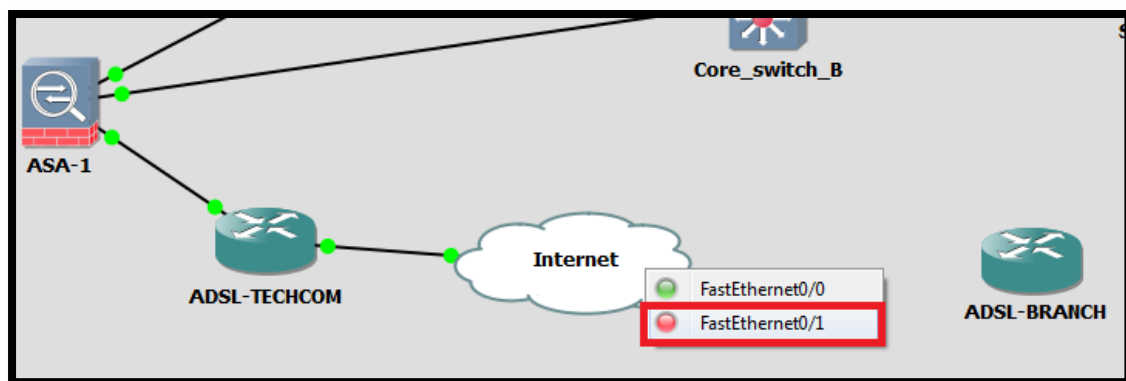 Core_switch_B
ASA-1
Internet
ADSL-TECHCOM
FastEthernet0/0
FastEthernet0/1
ADSL-BRANCH